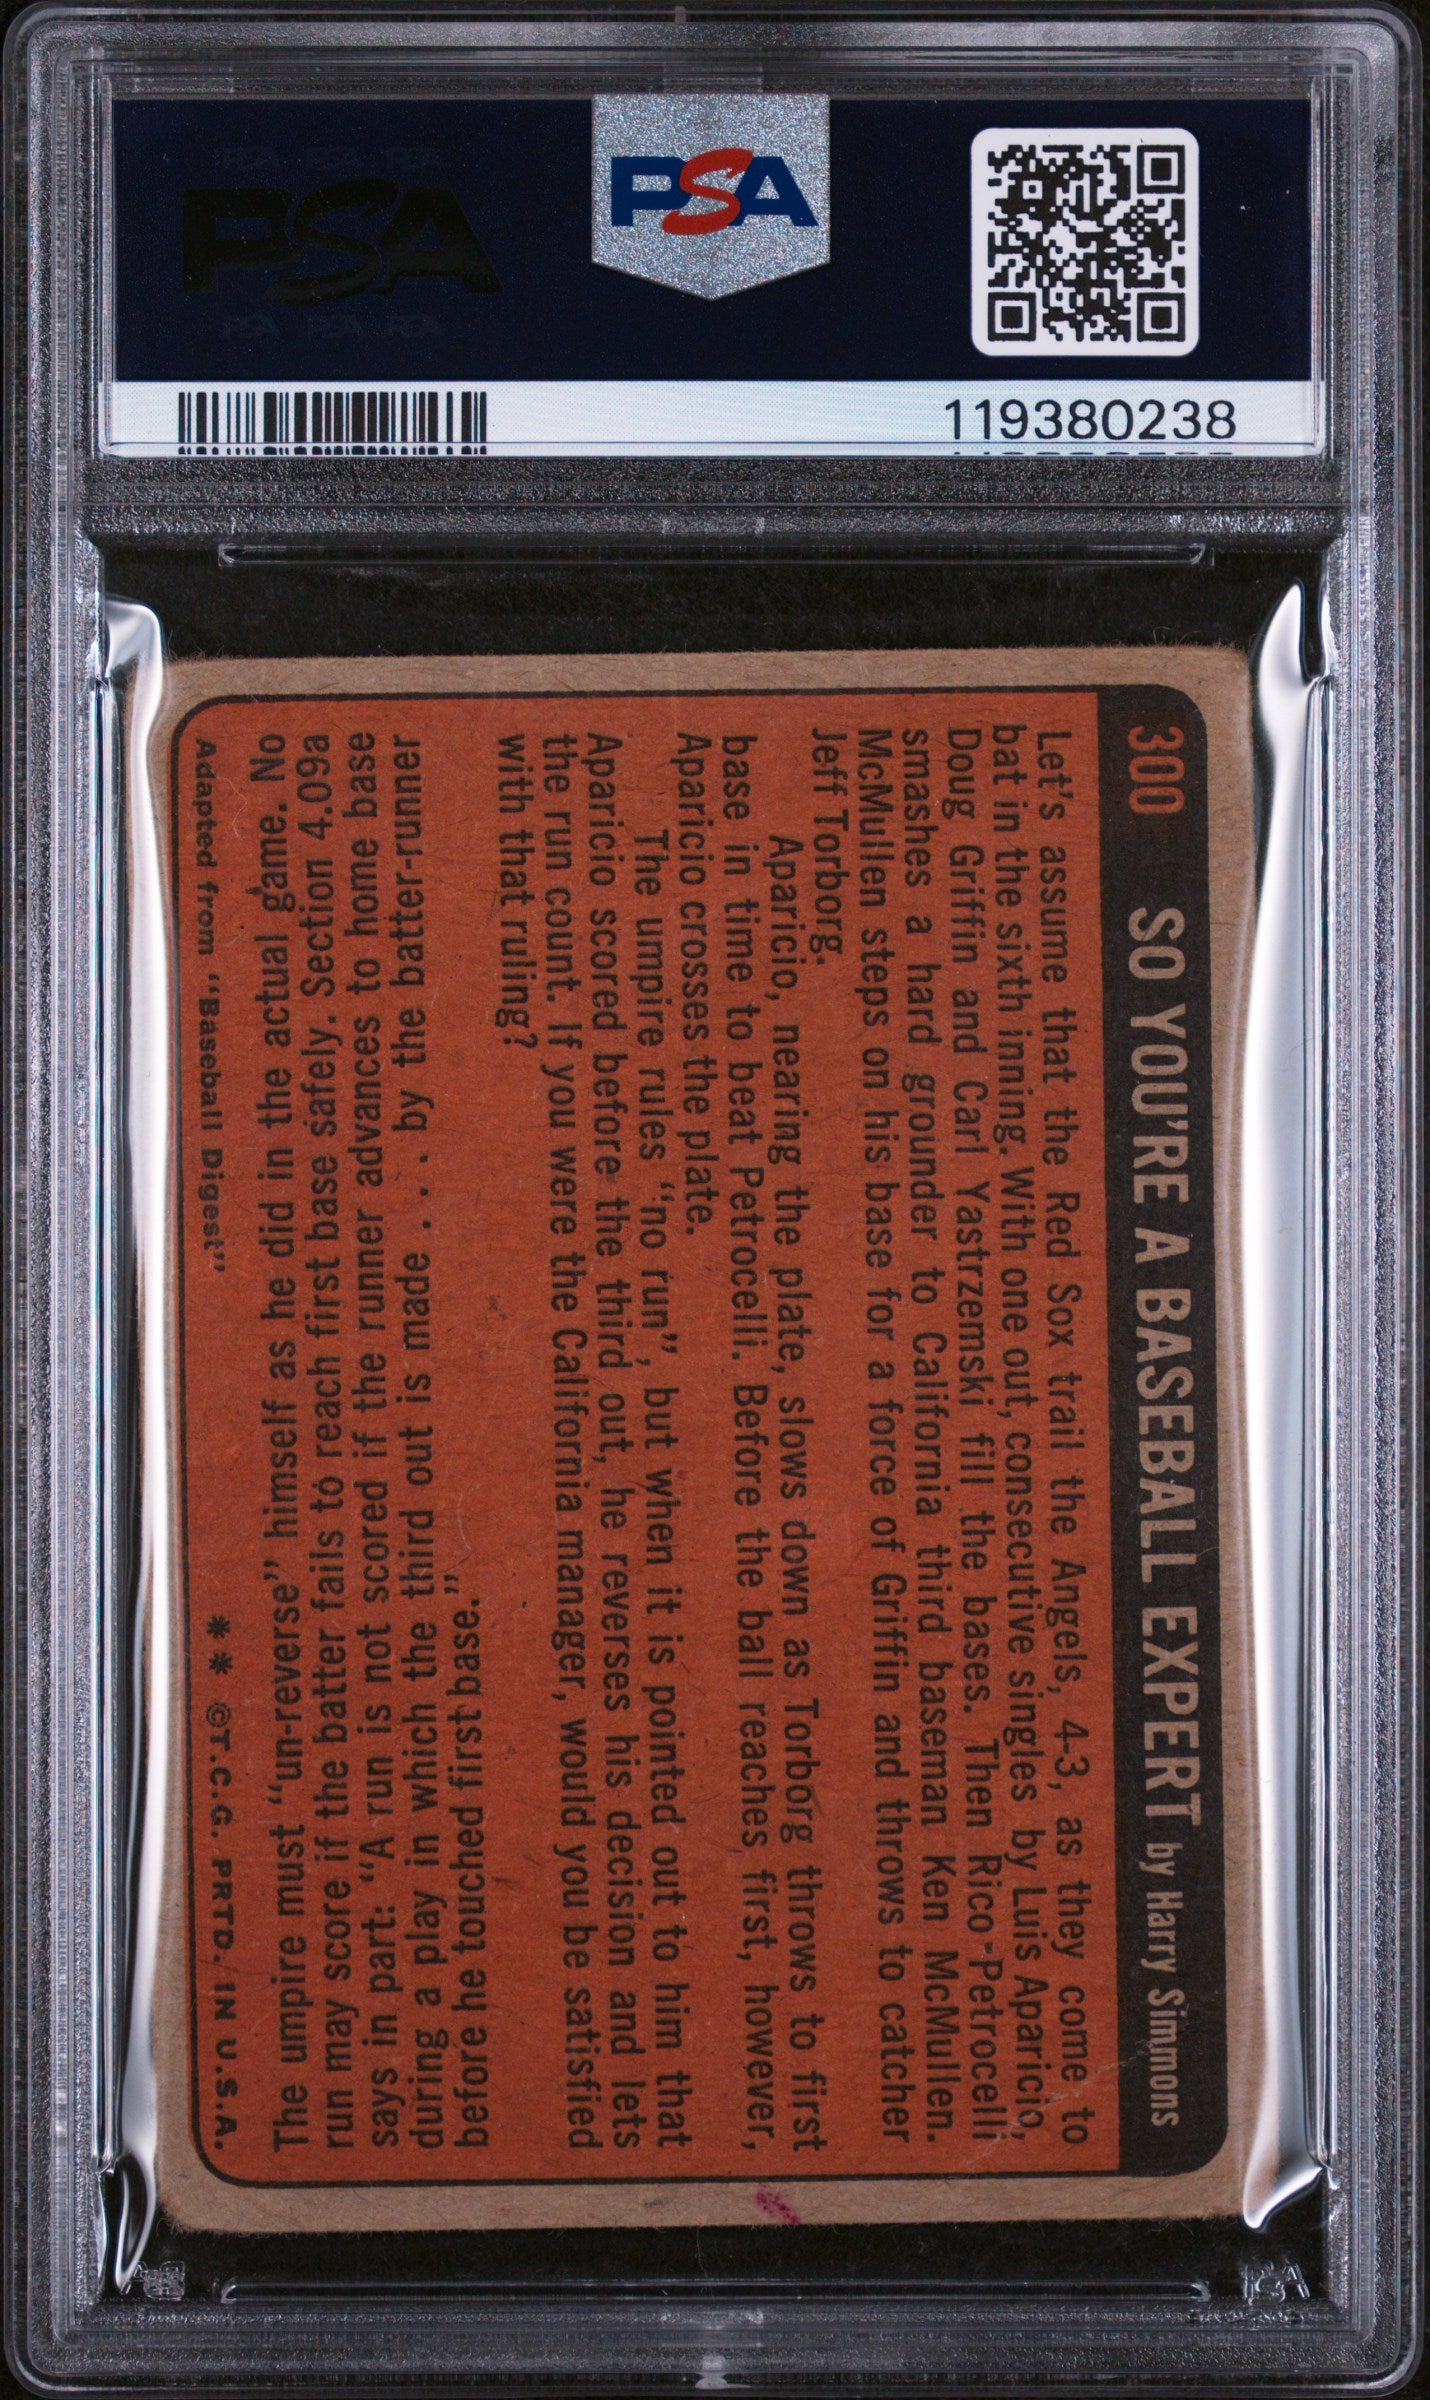 PSA PSA PSA
PSA
PSA PSA PSA
PSA
119380238
300 SO YOU'RE A BASEBALL EXPERT by Harry Simmons
Let's assume that the Red Sox trail the Angels, 4-3, as they come to
bat in the sixth inning. With one out, consecutive singles by Luis Aparicio,
Doug Griffin and Carl Yastrzemski fill the bases. Then Rico Petrocelli
smashes a hard grounder to California third baseman Ken McMullen.
McMullen steps on his base for a force of Griffin and throws to catcher
Jeff Torborg.
Aparicio, nearing the plate, slows down as Torborg throws to first
base in time to beat Petrocelli. Before the ball reaches first, however,
Aparicio crosses the plate.
The umpire rules "no run", but when it is pointed out to him that
Aparicio scored before the third out, he reverses his decision and lets
the run count. If you were the California manager, would you be satisfied
with that ruling?
before he touched first base."
during a play in which the third out is made . . . by the batter-runner
says in part: "A run is not scored if the runner advances to home base
run may score if the batter fails to reach first base safely. Section 4.09a
The umpire must "un-reverse" himself as he did in the actual game. No
Adapted from "Baseball Digest" ** ©T.C.G. PRTD. IN U.S.A.
PSA